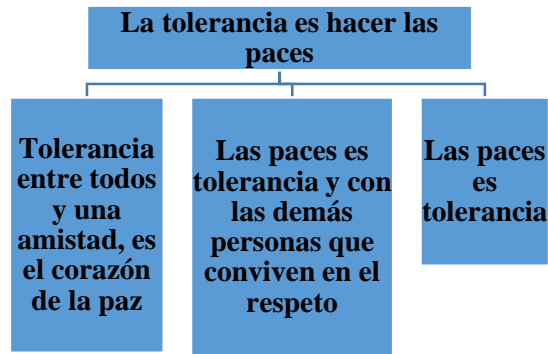 La tolerancia es hacer las
paces
Tolerancia
entre todos
y una
amistad, es
el corazón
de la paz
Las paces es
tolerancia y con
las demás
personas que
conviven en el
respeto
Las paces
es
tolerancia